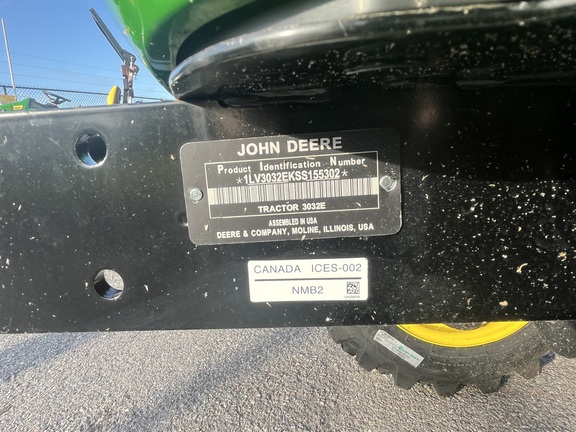 JOHN DEERE
Product Identification Number
*1LV3032EKSS155302*
TRACTOR 3032E
ASSEMBLED IN USA
DEERE & COMPANY, MOLINE, ILLINOIS, USA
CANADA ICES-002
NMB2